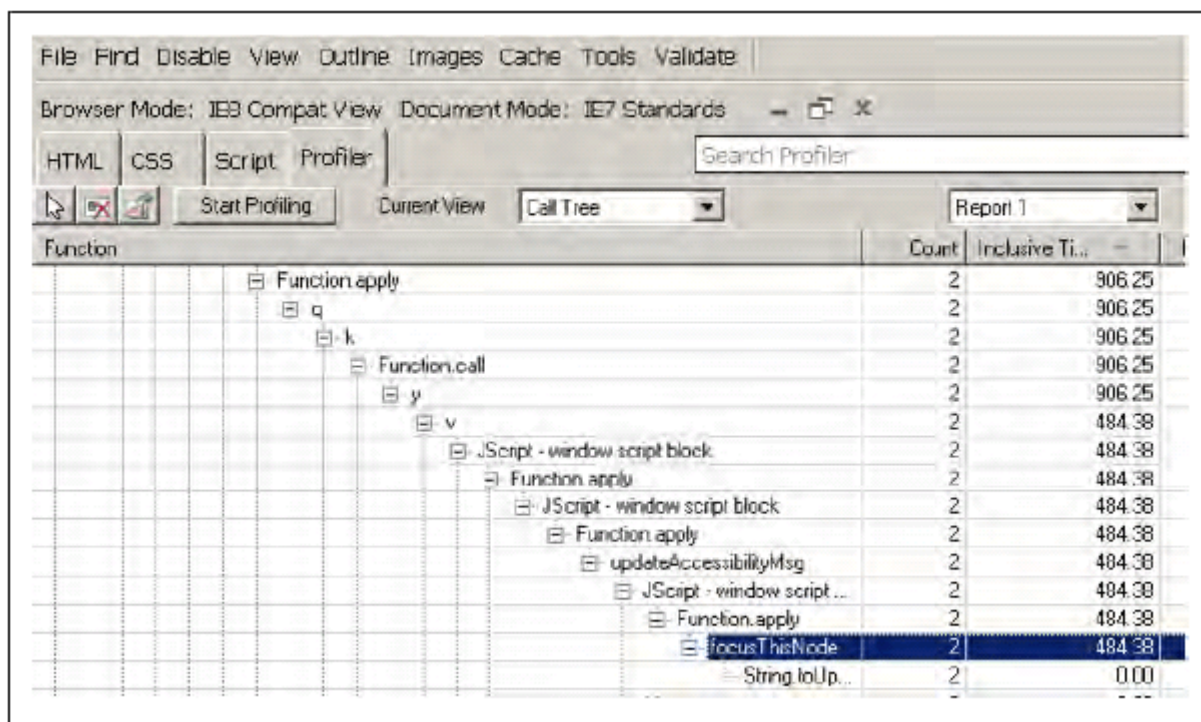 File Find Disable View Outline Images Cache Tools Validate
Browser Mode: IE8 Compat View Document Mode: IE7 Standards
HTML CSS Script Profiler Search Profiler
Start Profiling Current View Call Tree Report 1
Function Count Inclusive Ti...
Function.apply 2 906.25
q 2 906.25
k 2 906.25
Function.call 2 906.25
y 2 906.25
v 2 484.38
JScript - window script block 2 484.38
Function.apply 2 484.38
JScript - window script block 2 484.38
Function.apply 2 484.38
updateAccessibilityMsg 2 484.38
JScript - window script ... 2 484.38
Function.apply 2 484.38
focusThisNode 2 484.38
String.toUp... 2 0.00